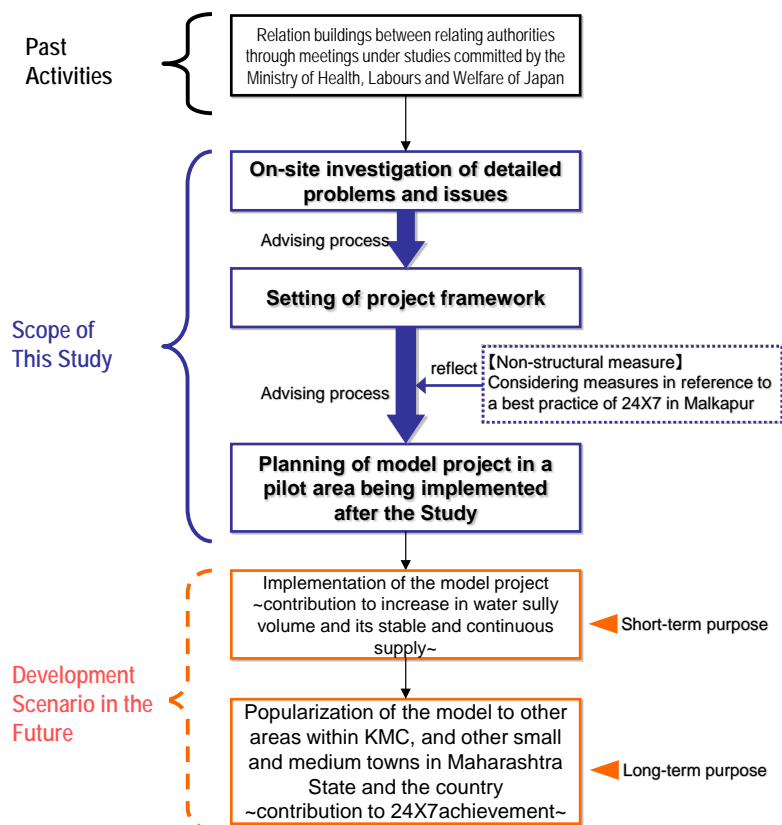 Past
Activities
Relation buildings between relating authorities
through meetings under studies committed by the
Ministry of Health, Labours and Welfare of Japan
Scope of
This Study
On-site investigation of detailed
problems and issues
Advising process
Setting of project framework
Advising process
reflect
【Non-structural measure】
Considering measures in reference to
a best practice of 24X7 in Malkapur
Planning of model project in a
pilot area being implemented
after the Study
Development
Scenario in the
Future
Implementation of the model project
~contribution to increase in water sully
volume and its stable and continuous
supply~
Short-term purpose
Popularization of the model to other
areas within KMC, and other small
and medium towns in Maharashtra
State and the country
~contribution to 24X7achievement~
Long-term purpose